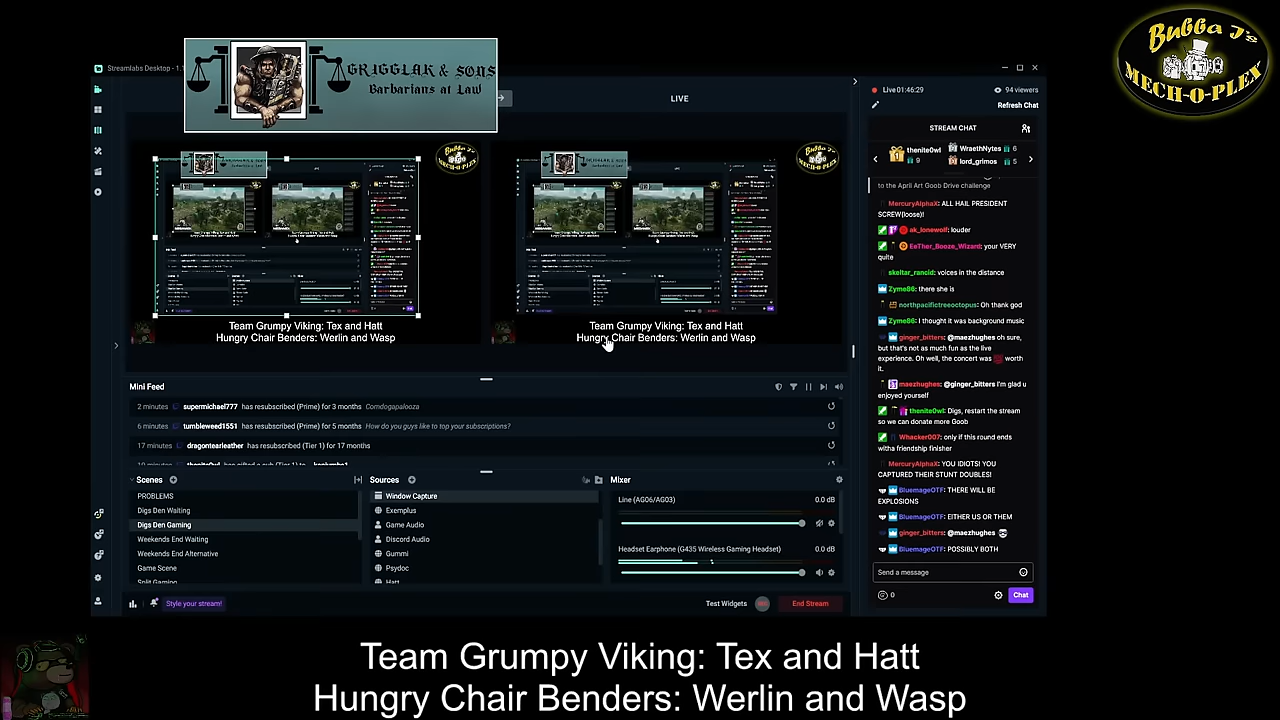 Bubba J's
MECH-O-PLEX
GRIGGLAK & SONS
Barbarians at Law
Streamlabs Desktop - 1.
LIVE
Live 01:46:29
94 viewers
Refresh Chat
STREAM CHAT
thenite0wl
9
WraethNytes 6
lord_grimos 5
to the April Art Goob Drive challenge
MercuryAlphaX: ALL HAIL PRESIDENT
SCREW(loose)!
ak_lonewolf: louder
EeTher_Booze_Wizard: your VERY
quite
skeltar_rancid: voices in the distance
Zyme86: there she is
northpacifictreeoctopus: Oh thank god
Zyme86: I thought it was background music
ginger_bitters: @maezhughes oh sure,
but that's not as much fun as the live
experience. Oh well, the concert was worth
it.
maezhughes: @ginger_bitters I'm glad u
enjoyed yourself
thenite0wl: Digs, restart the stream
so we can donate more Goob
Whacker007: only if this round ends
witha friendship finisher
MercuryAlphaX: YOU IDIOTS! YOU
CAPTURED THEIR STUNT DOUBLES!
BluemageOTF: THERE WILL BE
EXPLOSIONS
BluemageOTF: EITHER US OR THEM
ginger_bitters: @maezhughes
BluemageOTF: POSSIBLY BOTH
Send a message
0
Chat
Team Grumpy Viking: Tex and Hatt
Hungry Chair Benders: Werlin and Wasp
Team Grumpy Viking: Tex and Hatt
Hungry Chair Benders: Werlin and Wasp
Mini Feed
2 minutes supermichael777 has resubscribed (Prime) for 3 months Comdogapalooza
6 minutes tumbleweed1551 has resubscribed (Prime) for 5 months How do you guys like to top your subscriptions?
17 minutes dragontearleather has resubscribed (Tier 1) for 17 months
Scenes
PROBLEMS
Digs Den Waiting
Digs Den Gaming
Weekends End Waiting
Weekends End Alternative
Game Scene
Split Gaming
Sources
Window Capture
Exemplus
Game Audio
Discord Audio
Gummi
Psydoc
Hatt
Mixer
Line (AG06/AG03) 0.0 dB
Headset Earphone (G435 Wireless Gaming Headset) 0.0 dB
Style your stream!
Test Widgets
REC
End Stream
Team Grumpy Viking: Tex and Hatt
Hungry Chair Benders: Werlin and Wasp